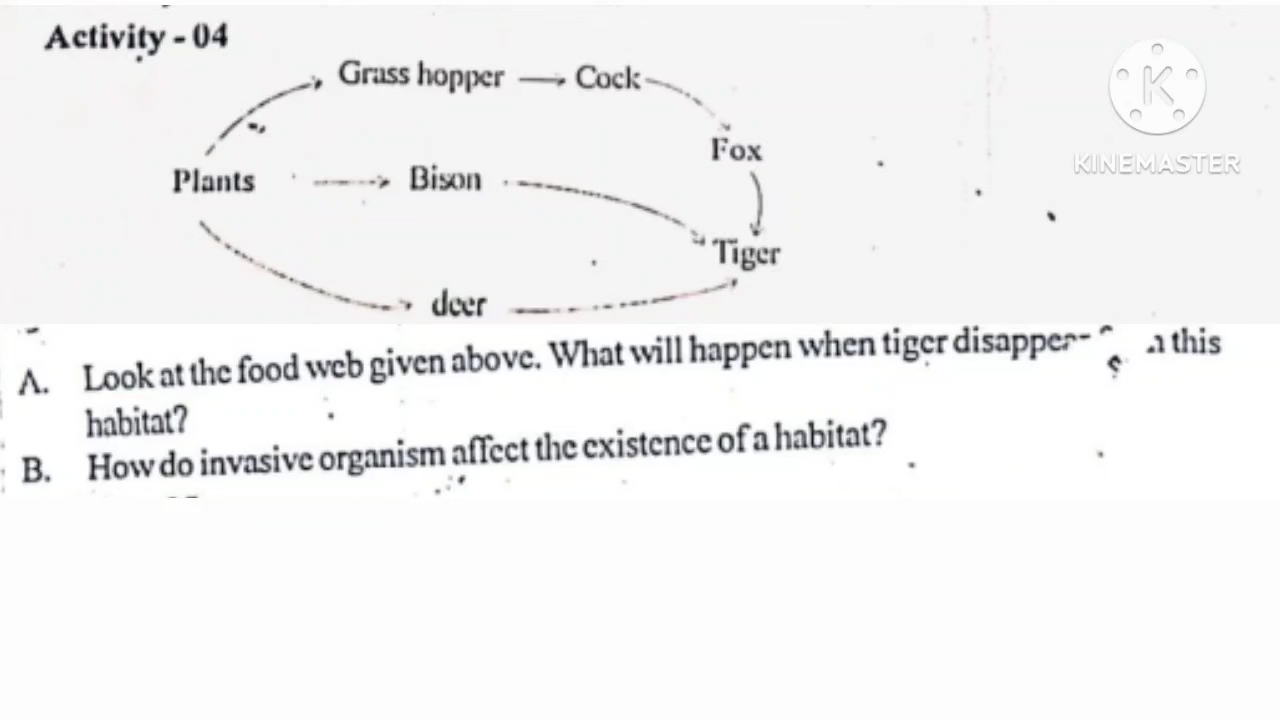 Activity - 04
Grass hopper Cock
Fox
Plants Bison
Tiger
deer
A. Look at the food web given above. What will happen when tiger this
habitat?
B. How do invasive organism affect the existence of a habitat?
K
KINEMASTER